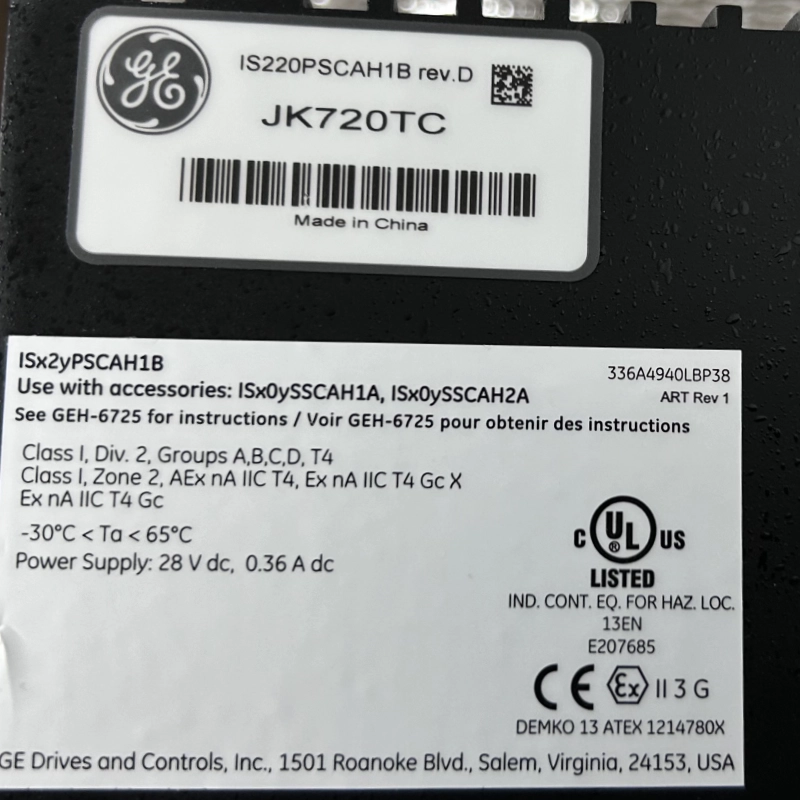 GE
IS220PSCAH1B rev.D
JK720TC
Made in China
ISx2yPSCAH1B
336A4940LBP38
Use with accessories: ISx0ySSCAH1A, ISx0ySSCAH2A
ART Rev 1
See GEH-6725 for instructions / Voir GEH-6725 pour obtenir des instructions
Class I, Div. 2, Groups A,B,C,D, T4
Class I, Zone 2, AEx nA IIC T4, Ex nA IIC T4 Gc X
Ex nA IIC T4 Gc
-30°C < Ta < 65°C
Power Supply: 28 V dc, 0.36 A dc
C UL ® US
LISTED
IND. CONT. EQ. FOR HAZ. LOC.
13EN
E207685
CE Ex II 3 G
DEMKO 13 ATEX 1214780X
GE Drives and Controls, Inc., 1501 Roanoke Blvd., Salem, Virginia, 24153, USA